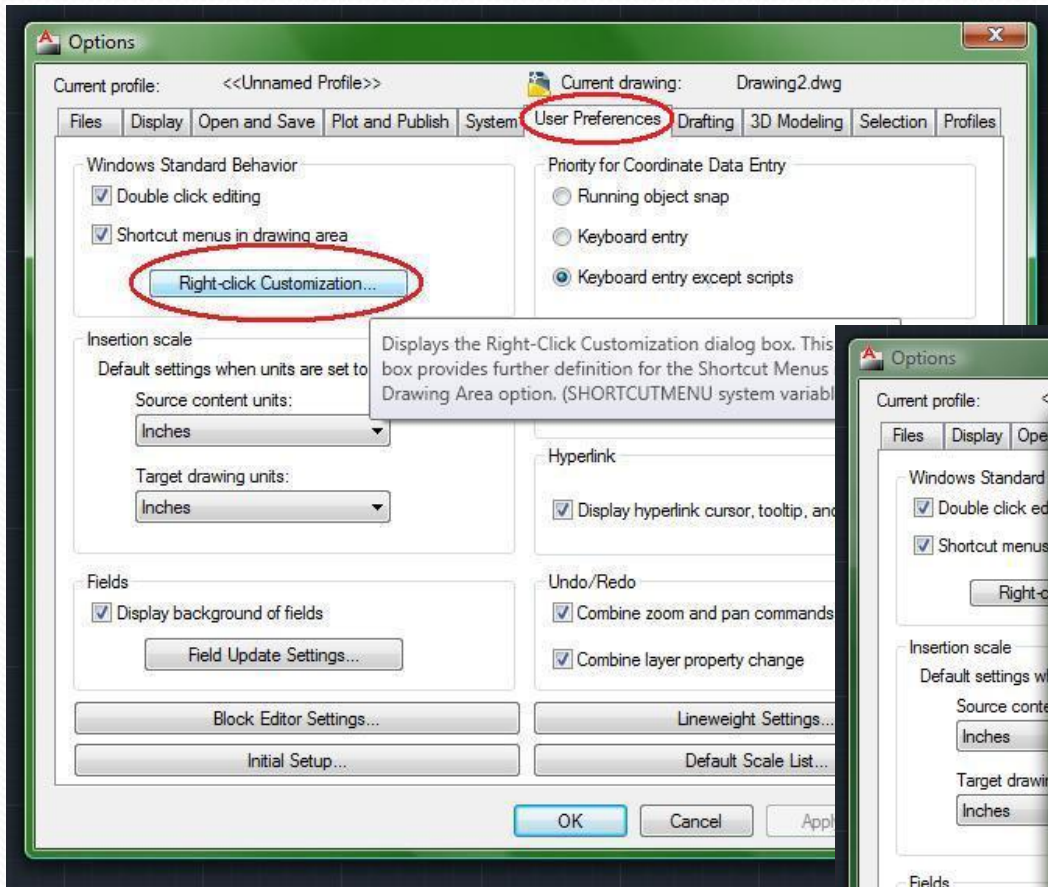 Options
Current profile: <<Unnamed Profile>> Current drawing: Drawing2.dwg
Files Display Open and Save Plot and Publish System User Preferences Drafting 3D Modeling Selection Profiles
Windows Standard Behavior
Double click editing
Shortcut menus in drawing area
Right-click Customization...
Priority for Coordinate Data Entry
Running object snap
Keyboard entry
Keyboard entry except scripts
Displays the Right-Click Customization dialog box. This
box provides further definition for the Shortcut Menus
Drawing Area option. (SHORTCUTMENU system variabl
Insertion scale
Default settings when units are set to
Source content units:
Inches
Target drawing units:
Inches
Hyperlink
Display hyperlink cursor, tooltip, and
Fields
Display background of fields
Field Update Settings...
Undo/Redo
Combine zoom and pan commands
Combine layer property change
Block Editor Settings...
Lineweight Settings...
Initial Setup...
Default Scale List...
OK Cancel Appl
Options
Current profile: <
Files Display Ope
Windows Standard
Double click ed
Shortcut menus
Right-c
Insertion scale
Default settings wh
Source conte
Inches
Target drawin
Inches
Fields